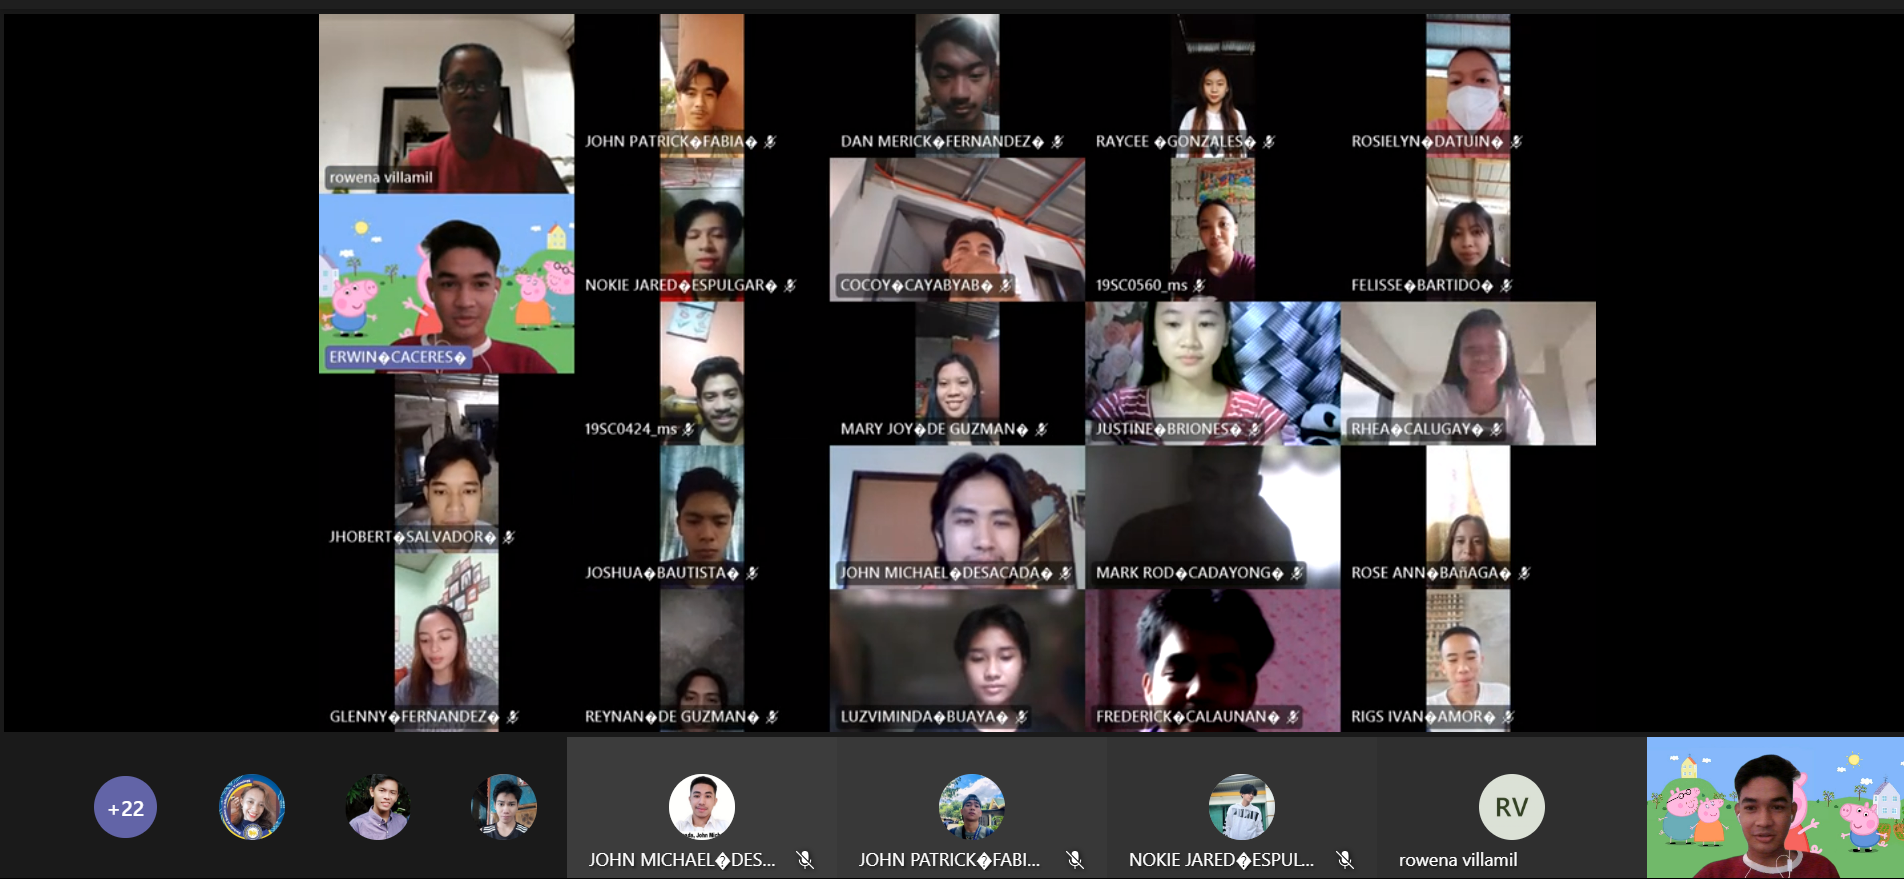 rowena villamil
JOHN PATRICK�FABIA�
DAN MERICK�FERNANDEZ�
RAYCEE �GONZALES�
ROSIELYN�DATUIN�
ERWIN�CACERES�
NOKIE JARED�ESPULGAR�
COCOY�CAYABYAB�
19SC0560_ms
FELISSE�BARTIDO�
19SC0424_ms
MARY JOY�DE GUZMAN�
JUSTINE�BRIONES�
RHEA�CALUGAY�
JHOBERT�SALVADOR�
JOSHUA�BAUTISTA�
JOHN MICHAEL�DESACADA�
MARK ROD�CADAYONG�
ROSE ANN�BAñAGA�
GLENNY�FERNANDEZ�
REYNAN�DE GUZMAN�
LUZVIMINDA�BUAYA�
FREDERICK�CALAUNAN�
RIGS IVAN�AMOR�
+22
RV
JOHN MICHAEL�DES...
JOHN PATRICK�FABI...
NOKIE JARED�ESPUL...
rowena villamil